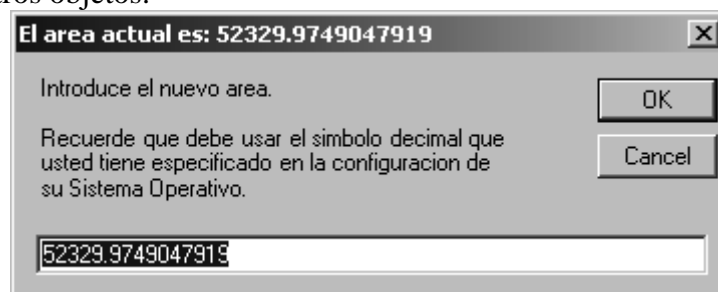 tros objetos.
El area actual es: 52329.9749047919
Introduce el nuevo area.
OK
Recuerde que debe usar el simbolo decimal que
usted tiene especificado en la configuracion de
su Sistema Operativo.
Cancel
52329.9749047919